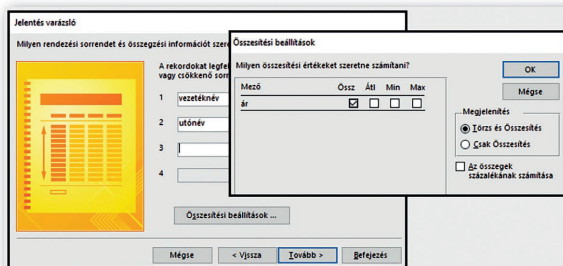 Jelentés varázsló
Milyen rendezési sorrendet és összegzési információt szere
A rekordokat legfel
vagy csökkenő sorr
1 vezetéknév
2 utónév
3
4
Összesítési beállítások ...
Mégse < Vissza Tovább > Befejezés
Összesítési beállítások
Milyen összesítési értékeket szeretne számítani?
Mező Össz Átl Min Max
ár
OK
Mégse
Megjelenítés
Törzs és Összesítés
Csak Összesítés
Az összegek
százalékának számítása